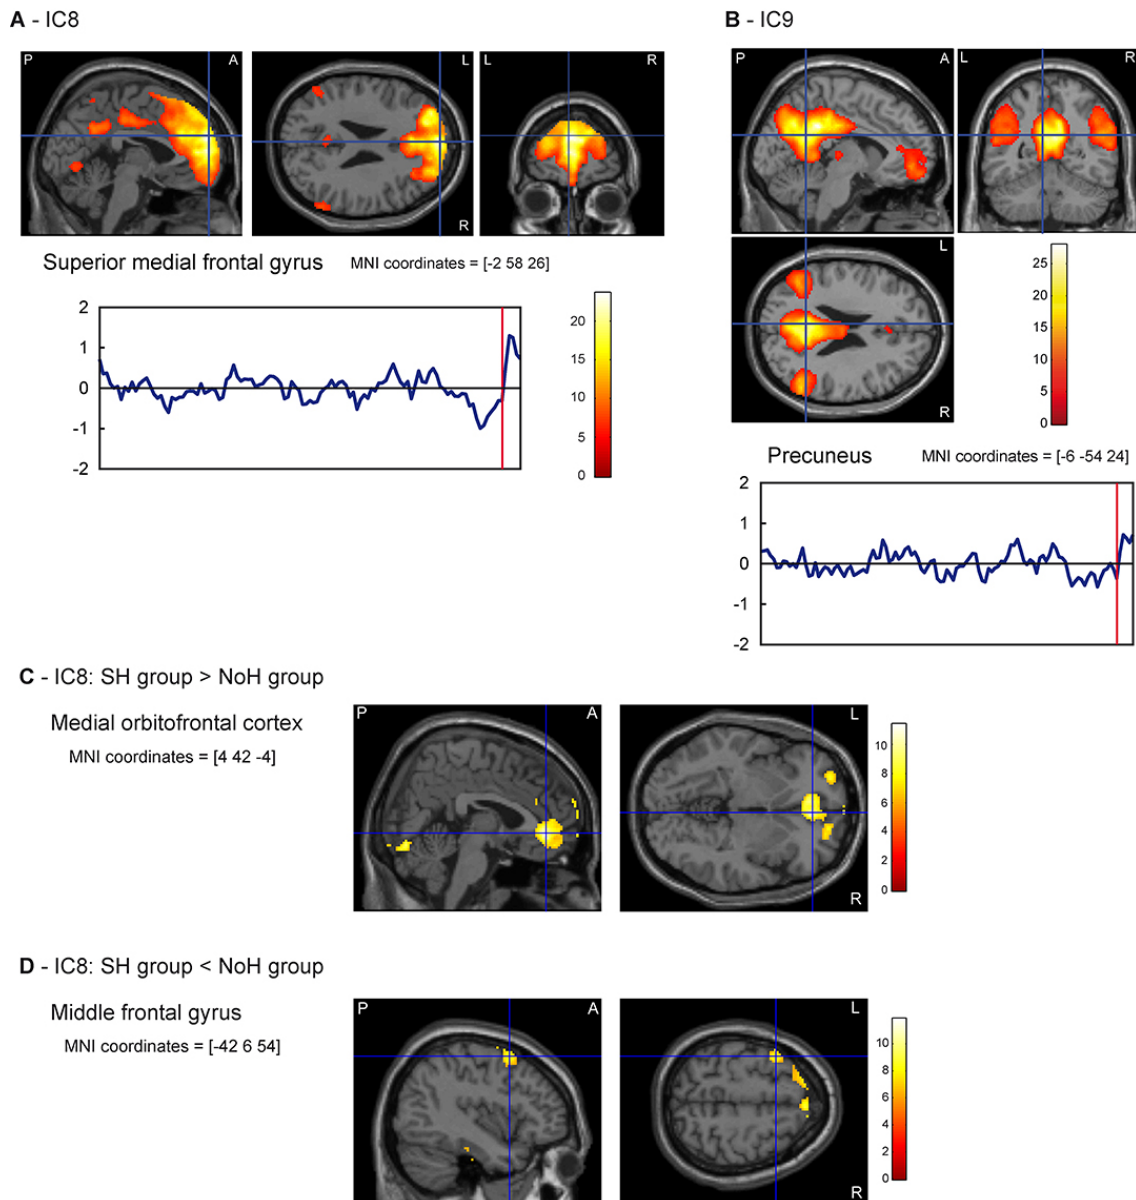 A - IC8
B - IC9
P
A
L
R
L
R
P
A
L
R
Superior medial frontal gyrus
MNI coordinates = [-2 58 26]
L
R
2
1
0
-1
-2
20
15
10
5
0
25
20
15
10
5
0
Precuneus
MNI coordinates = [-6 -54 24]
2
1
0
-1
-2
C - IC8: SH group > NoH group
Medial orbitofrontal cortex
MNI coordinates = [4 42 -4]
P
A
L
R
10
8
6
4
2
0
D - IC8: SH group < NoH group
Middle frontal gyrus
MNI coordinates = [-42 6 54]
P
A
L
R
10
8
6
4
2
0